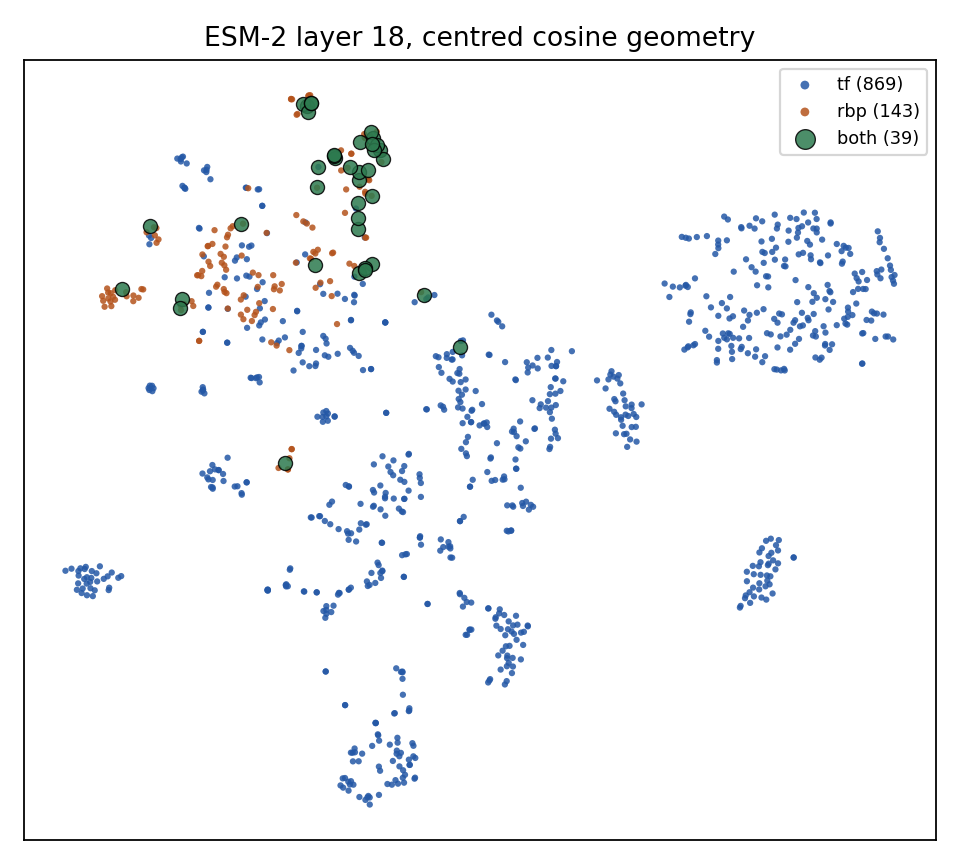 ESM-2 layer 18, centred cosine geometry
tf (869)
rbp (143)
both (39)